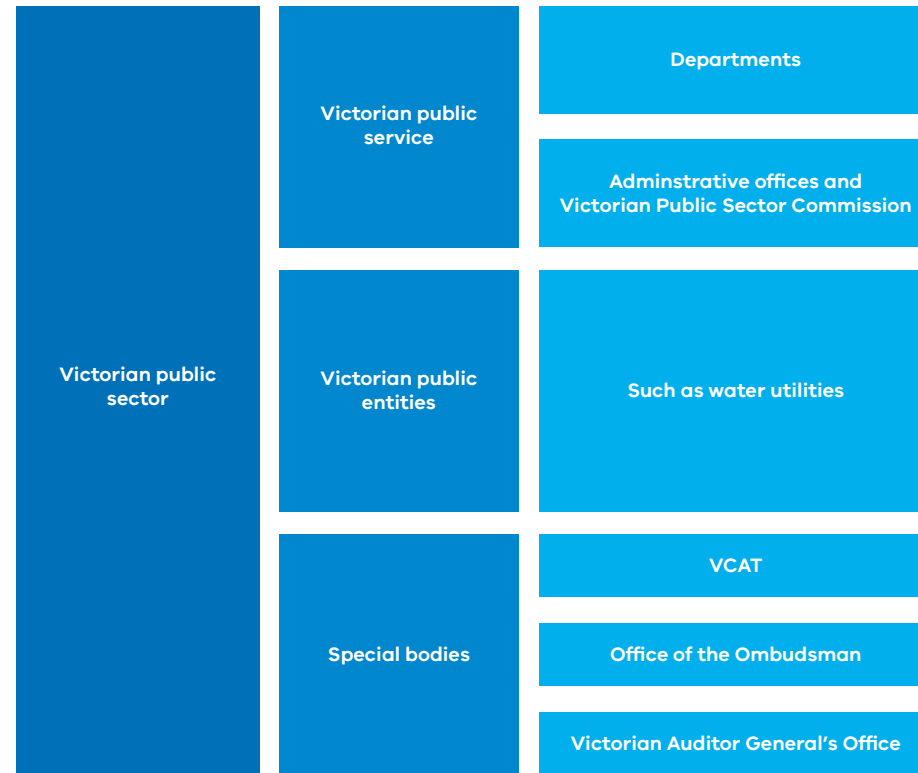 Victorian public
sector
Victorian public
service
Departments
Adminstrative offices and
Victorian Public Sector Commission
Victorian public
entities
Such as water utilities
Special bodies
VCAT
Office of the Ombudsman
Victorian Auditor General’s Office